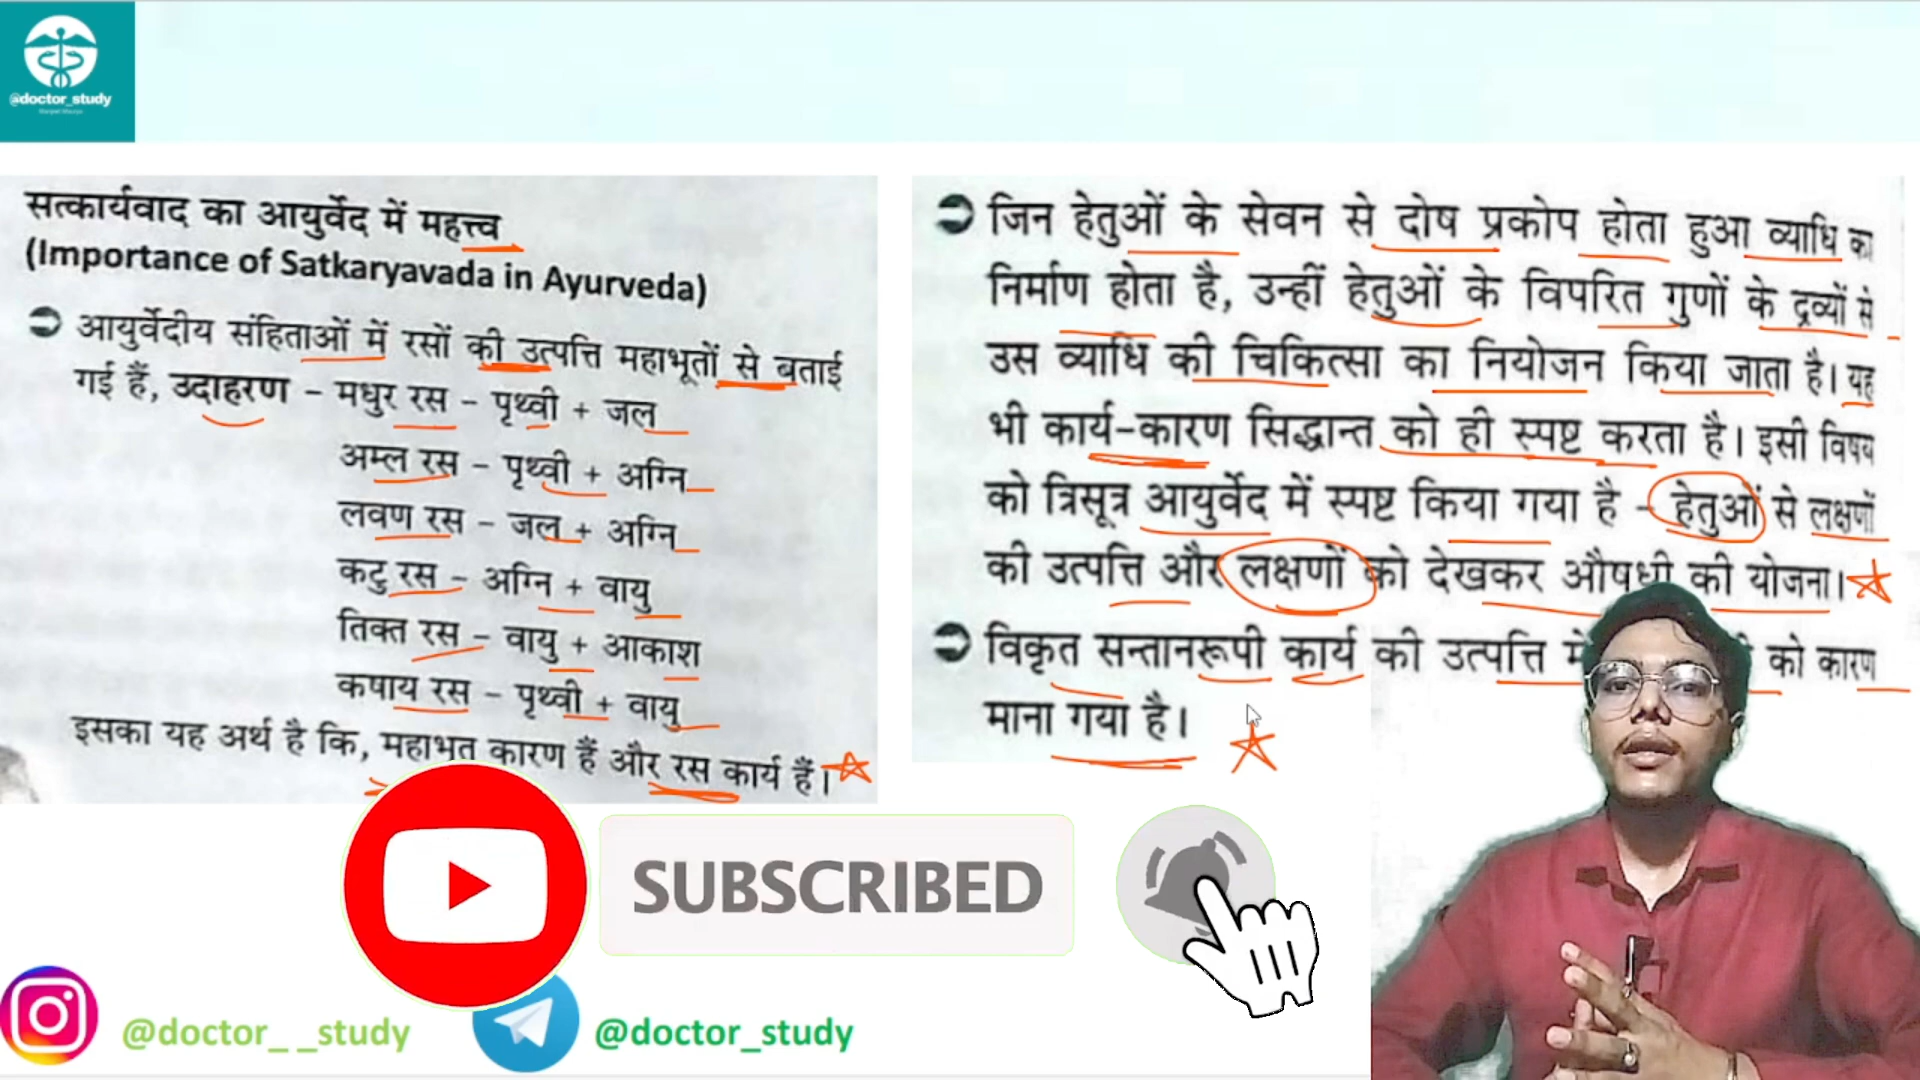 @doctor_study
सत्कार्यवाद का आयुर्वेद में महत्त्व
(Importance of Satkaryavada in Ayurveda)
आयुर्वेदीय संहिताओं में रसों की उत्पत्ति महाभूतों से बताई
गई हैं, उदाहरण – मधुर रस – पृथ्वी + जल
अम्ल रस – पृथ्वी + अग्नि
लवण रस – जल + अग्नि
कटु रस – अग्नि + वायु
तिक्त रस – वायु + आकाश
कषाय रस – पृथ्वी + वायु
इसका यह अर्थ है कि, महाभूत कारण हैं और रस कार्य हैं।
जिन हेतुओं के सेवन से दोष प्रकोप होता हुआ व्याधि का
निर्माण होता है, उन्हीं हेतुओं के विपरित गुणों के द्रव्यों से
उस व्याधि की चिकित्सा का नियोजन किया जाता है। यह
भी कार्य-कारण सिद्धान्त को ही स्पष्ट करता है। इसी विषय
को त्रिसूत्र आयुर्वेद में स्पष्ट किया गया है – हेतुओं से लक्षणों
की उत्पत्ति और लक्षणों को देखकर औषधी की योजना।
विकृत सन्तानरूपी कार्य की उत्पत्ति में को कारण
माना गया है।
SUBSCRIBED
@doctor_ _study
@doctor_study